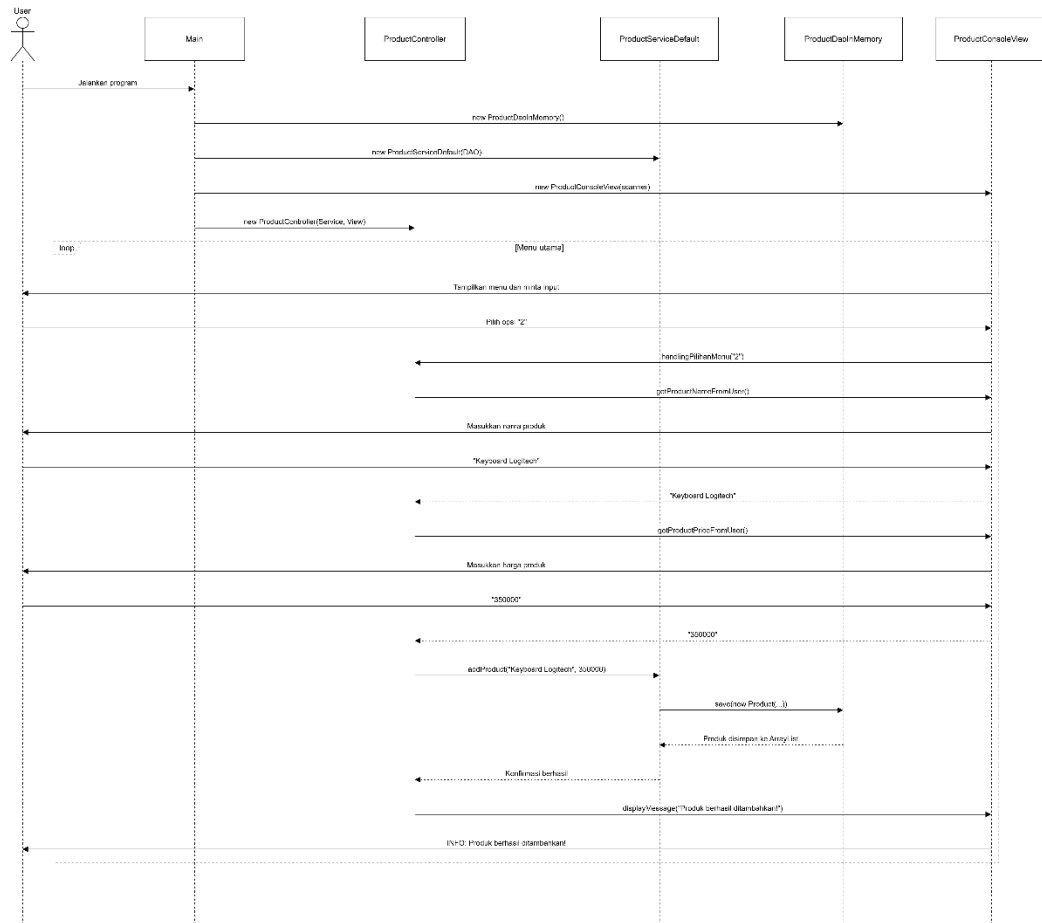 User
Main
ProductController
ProductServiceDefault
ProductDaoInMemory
ProductConsoleView
Jalankan program
new ProductDaoInMemory()
new ProductServiceDefault(DAO)
new ProductConsoleView(scanner)
new ProductController(Service, View)
loop
[Menu utama]
Tampilkan menu dan minta input
Pilih opsi "2"
handlingPilihanMenu("2")
getProductNameFromUser()
Masukkan nama produk
"Keyboard Logitech"
"Keyboard Logitech"
getProductPriceFromUser()
Masukkan harga produk
"350000"
"350000"
addProduct("Keyboard Logitech", 350000)
save(new Product(...))
Produk disimpan ke ArrayList
Konfirmasi berhasil
displayMessage("Produk berhasil ditambahkan!")
INFO: Produk berhasil ditambahkan!